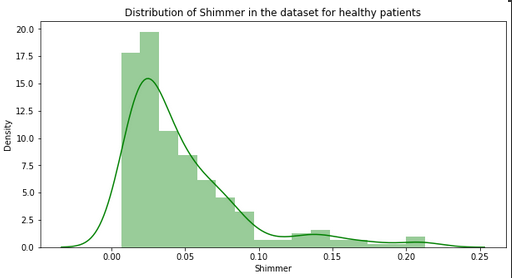 Distribution of Shimmer in the dataset for healthy patients
20.0
17.5
15.0
12.5
10.0
7.5
5.0
2.5
0.0
Density
0.00 0.05 0.10 0.15 0.20 0.25
Shimmer